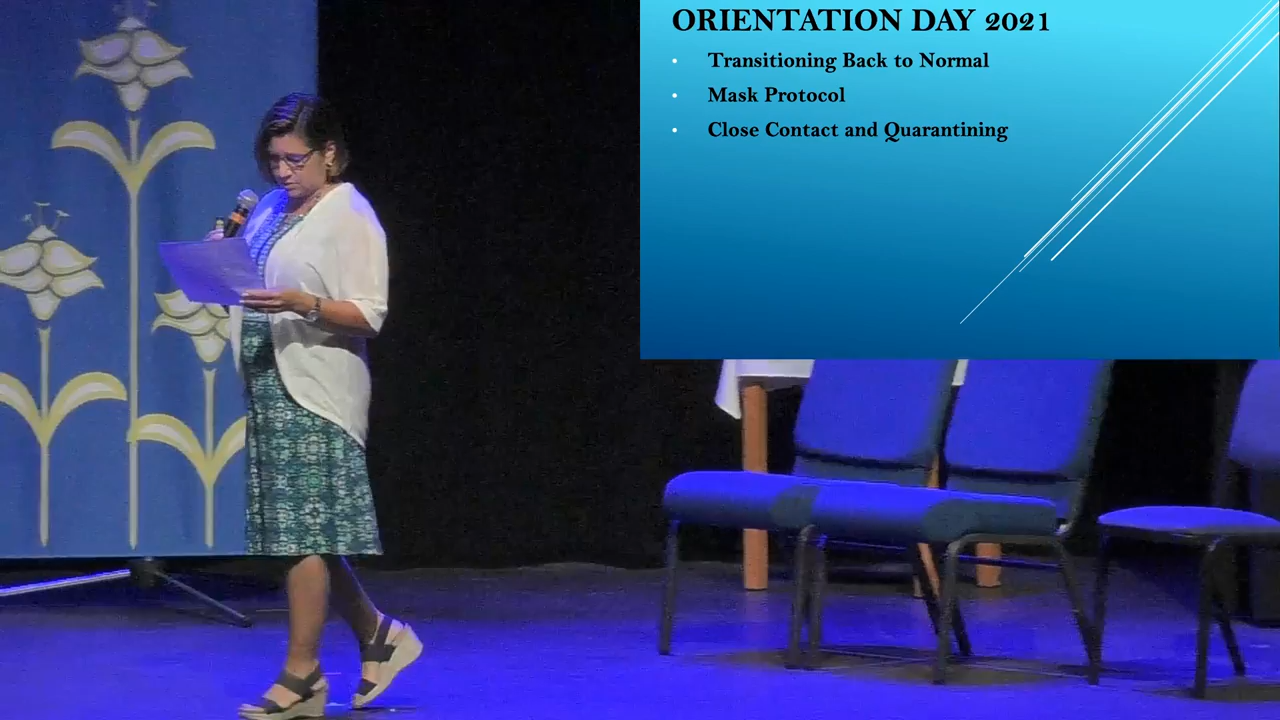 ORIENTATION DAY 2021
• Transitioning Back to Normal
• Mask Protocol
• Close Contact and Quarantining